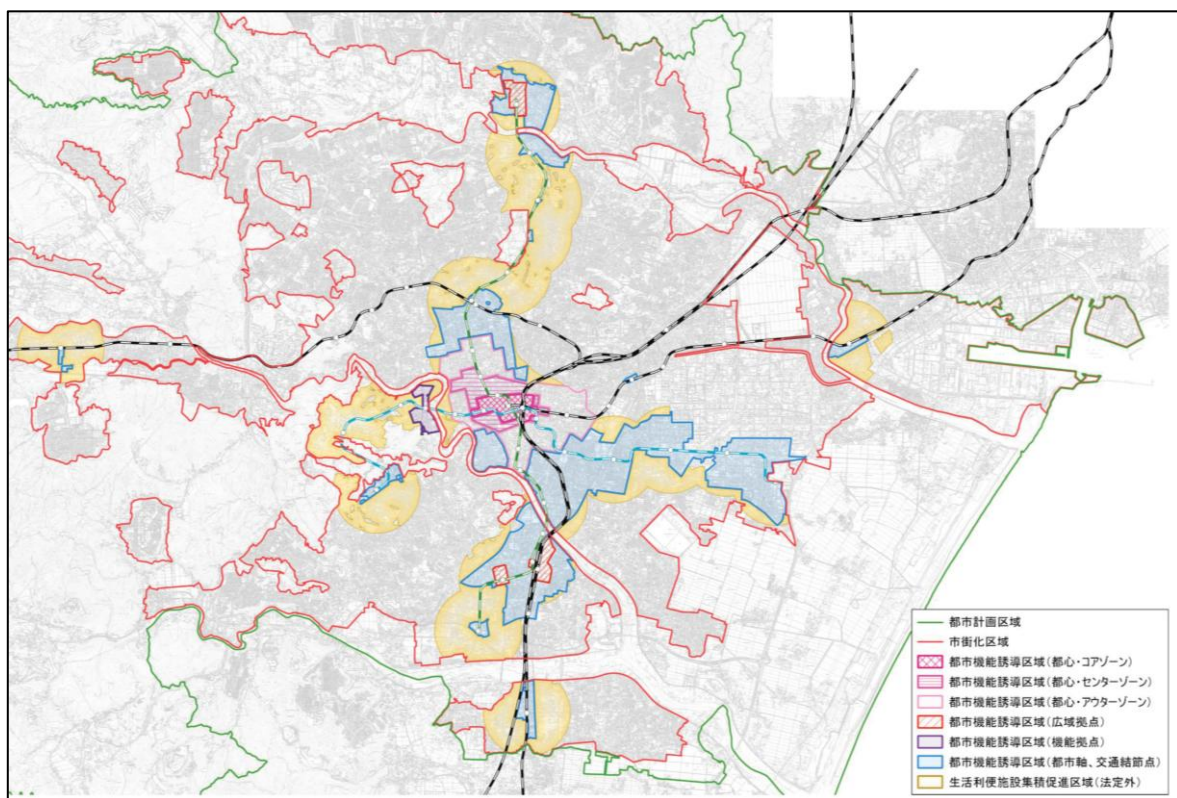 都市計画区域
市街化区域
都市機能誘導区域(都心・コアゾーン)
都市機能誘導区域(都心・センターゾーン)
都市機能誘導区域(都心・アウターゾーン)
都市機能誘導区域(広域拠点)
都市機能誘導区域(機能拠点)
都市機能誘導区域(都市軸、交通結節点)
生活利便施設集積促進区域(法定外)